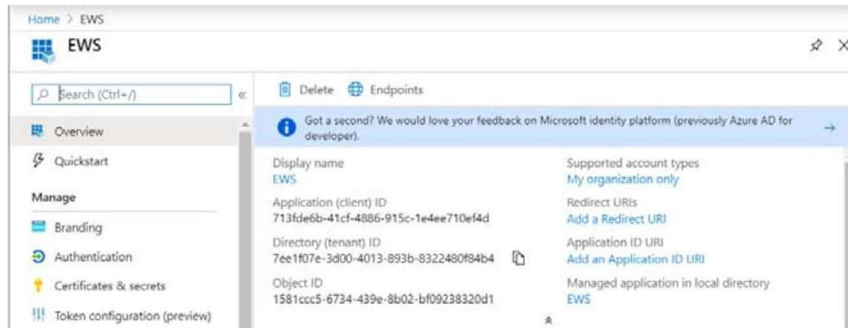 Home > EWS
EWS
Search (Ctrl+/)
«
Delete
Endpoints
Overview
Quickstart
Manage
Branding
Authentication
Certificates & secrets
Token configuration (preview)
Got a second? We would love your feedback on Microsoft identity platform (previously Azure AD for
developer).
Display name
EWS
Application (client) ID
713fde6b-41cf-4886-915c-1e4ee710ef4d
Directory (tenant) ID
7ee1f07e-3d00-4013-893b-8322480f84b4
Object ID
1581ccc5-6734-439e-8b02-bf09238320d1
Supported account types
My organization only
Redirect URIs
Add a Redirect URI
Application ID URI
Add an Application ID URI
Managed application in local directory
EWS